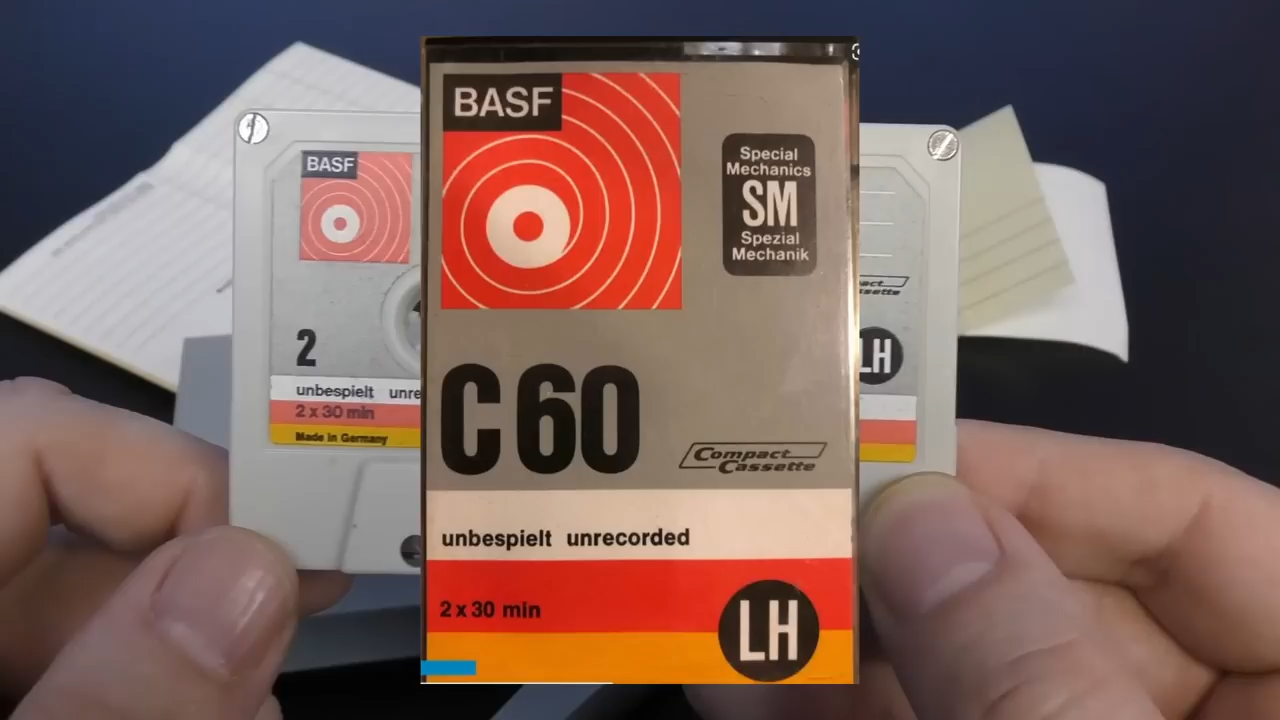 BASF
Special
Mechanics
SM
Spezial
Mechanik
C60
Compact
Cassette
unbespielt unrecorded
2 x 30 min
LH
BASF
2
unbespielt
2 x 30 min
Made in Germany
LH